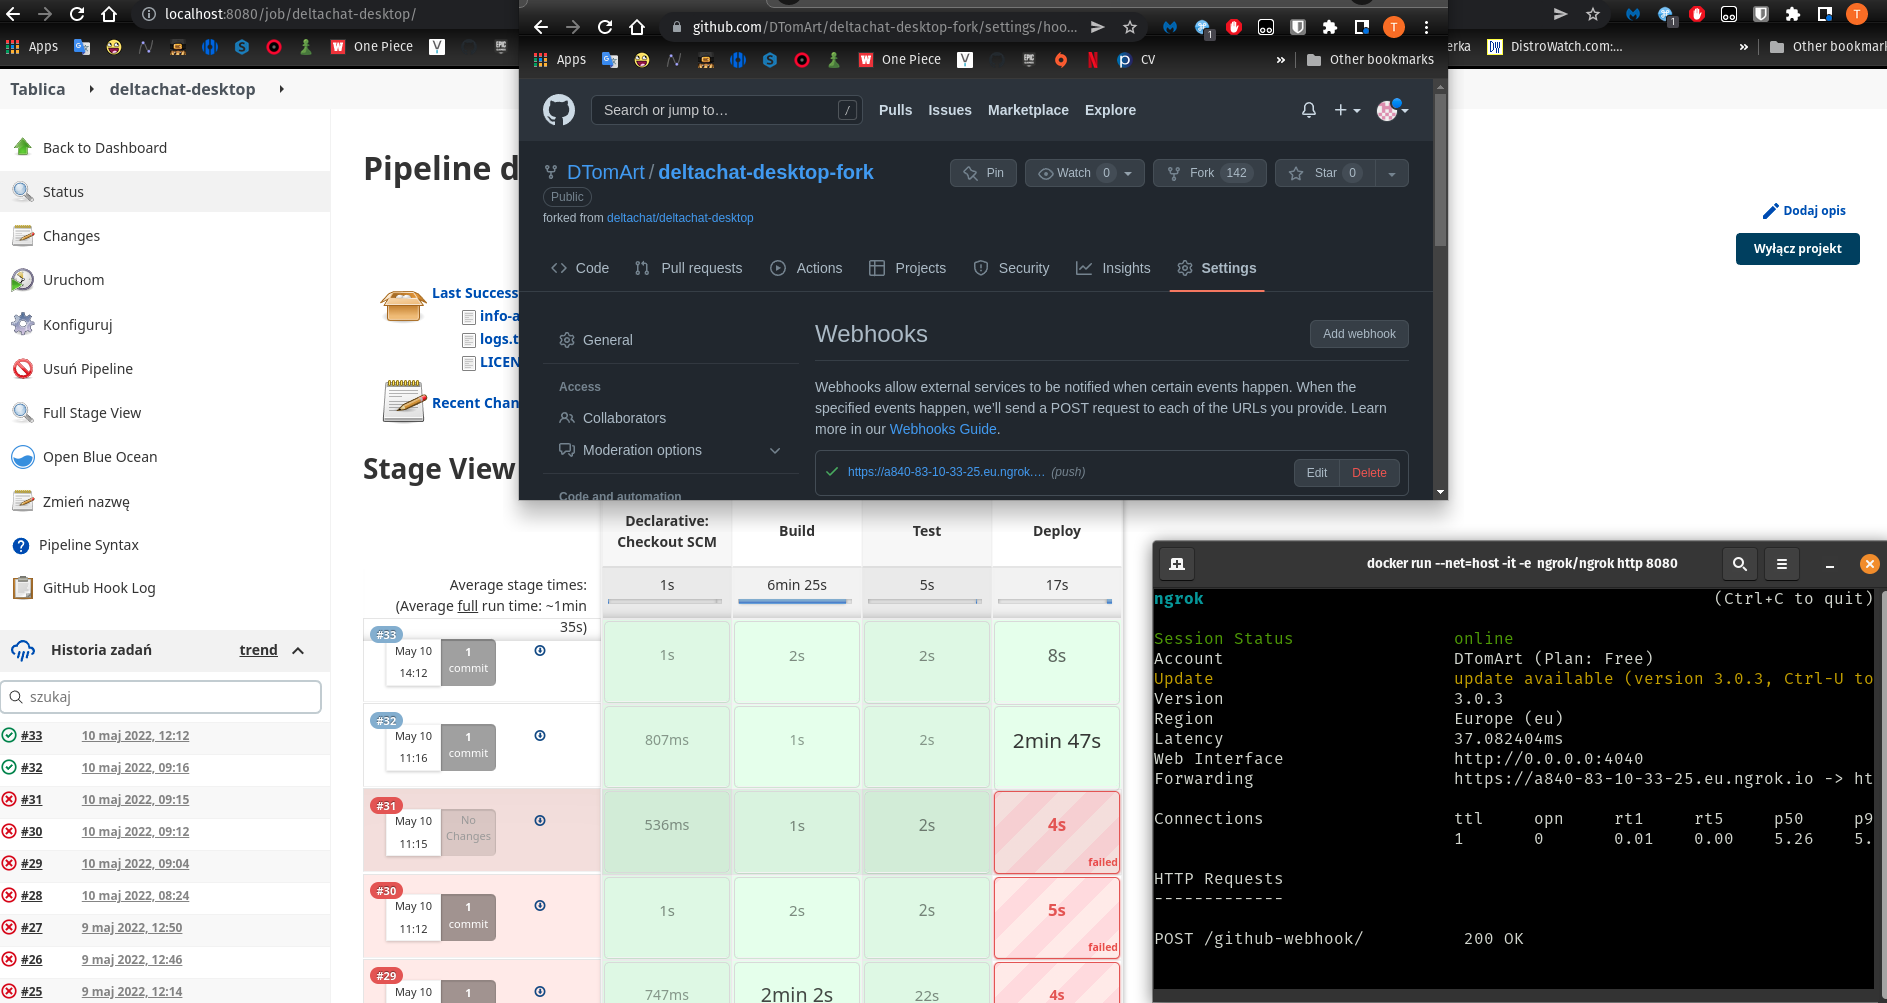 localhost:8080/job/deltachat-desktop/
Apps
One Piece
Tablica
deltachat-desktop
Back to Dashboard
Status
Changes
Uruchom
Konfiguruj
Usuń Pipeline
Full Stage View
Open Blue Ocean
Zmień nazwę
Pipeline Syntax
GitHub Hook Log
Historia zadań
trend
szukaj
#33 10 maj 2022, 12:12
#32 10 maj 2022, 09:16
#31 10 maj 2022, 09:15
#30 10 maj 2022, 09:12
#29 10 maj 2022, 09:04
#28 10 maj 2022, 08:24
#27 9 maj 2022, 12:50
#26 9 maj 2022, 12:46
#25 9 maj 2022, 12:14
Pipeline d
Last Success
info-a
logs.t
LICEN
Recent Chan
Stage View
github.com/DTomArt/deltachat-desktop-fork/settings/hoo...
1
T
Apps
One Piece
CV
»
Other bookmarks
Search or jump to...
/
Pulls
Issues
Marketplace
Explore
DTomArt / deltachat-desktop-fork
Public
forked from deltachat/deltachat-desktop
Pin
Watch 0
Fork 142
Star 0
Code
Pull requests
Actions
Projects
Security
Insights
Settings
General
Access
Collaborators
Moderation options
Code and automation
Webhooks
Add webhook
Webhooks allow external services to be notified when certain events happen. When the
specified events happen, we'll send a POST request to each of the URLs you provide. Learn
more in our Webhooks Guide.
https://a840-83-10-33-25.eu.ngrok.... (push)
Edit
Delete
1
T
erka
DW
DistroWatch.com:...
»
Other bookmark
Dodaj opis
Wyłącz projekt
Declarative:
Checkout SCM
Build
Test
Deploy
Average stage times:
(Average full run time: ~1min
35s)
1s
6min 25s
5s
17s
#33
May 10
14:12
1
commit
1s
2s
2s
8s
#32
May 10
11:16
1
commit
807ms
1s
2s
2min 47s
#31
May 10
11:15
No
Changes
536ms
1s
2s
4s
failed
#30
May 10
11:12
1
commit
1s
2s
2s
5s
failed
#29
May 10
1
747ms
2min 2s
22s
4s
docker run --net=host -it -e ngrok/ngrok http 8080
ngrok (Ctrl+C to quit)
Session Status online
Account DTomArt (Plan: Free)
Update update available (version 3.0.3, Ctrl-U to
Version 3.0.3
Region Europe (eu)
Latency 37.082404ms
Web Interface http://0.0.0.0:4040
Forwarding https://a840-83-10-33-25.eu.ngrok.io -> ht
Connections ttl opn rt1 rt5 p50 p9
1 0 0.01 0.00 5.26 5.
HTTP Requests
-------------
POST /github-webhook/ 200 OK